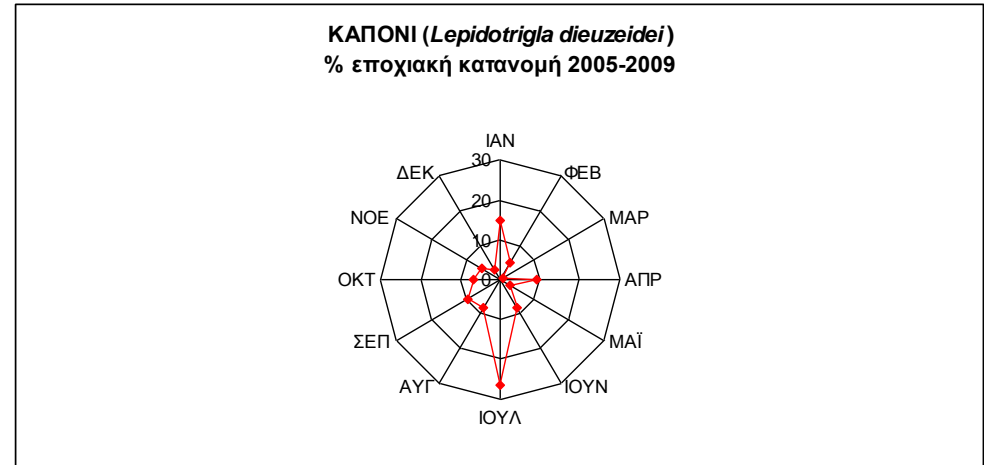 ΚΑΠΟΝΙ (Lepidotrigla dieuzeidei)
% εποχιακή κατανομή 2005-2009
ΙΑΝ
30
ΔΕΚ
ΦΕΒ
20
ΝΟΕ
ΜΑΡ
10
ΟΚΤ
0
ΑΠΡ
ΣΕΠ
ΜΑΪ
ΑΥΓ
ΙΟΥΝ
ΙΟΥΛ